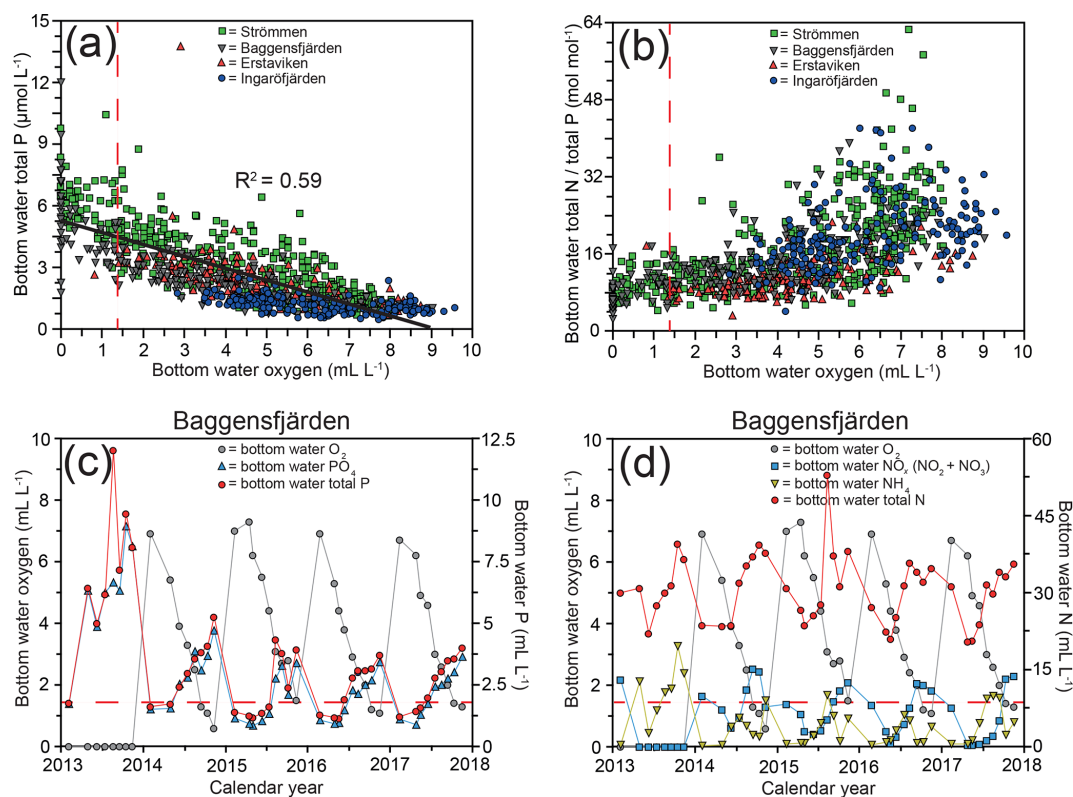 (a)
= Strömmen
= Baggensfjärden
= Erstaviken
= Ingaröfjärden
R² = 0.59
Bottom water total P (µmol L⁻¹)
15
12
9
6
3
0
0 1 2 3 4 5 6 7 8 9 10
Bottom water oxygen (mL L⁻¹)
(b)
= Strömmen
= Baggensfjärden
= Erstaviken
= Ingaröfjärden
Bottom water total N / total P (mol mol⁻¹)
64
48
32
16
0
0 1 2 3 4 5 6 7 8 9 10
Bottom water oxygen (mL L⁻¹)
Baggensfjärden
(c)
= bottom water O₂
= bottom water PO₄
= bottom water total P
Bottom water oxygen (mL L⁻¹)
10
8
6
4
2
0
12.5
10
7.5
5
2.5
0
Bottom water P (mL L⁻¹)
2013 2014 2015 2016 2017 2018
Calendar year
Baggensfjärden
(d)
= bottom water O₂
= bottom water NOₓ (NO₂ + NO₃)
= bottom water NH₄
= bottom water total N
Bottom water oxygen (mL L⁻¹)
10
8
6
4
2
0
60
45
30
15
0
Bottom water N (mL L⁻¹)
2013 2014 2015 2016 2017 2018
Calendar year